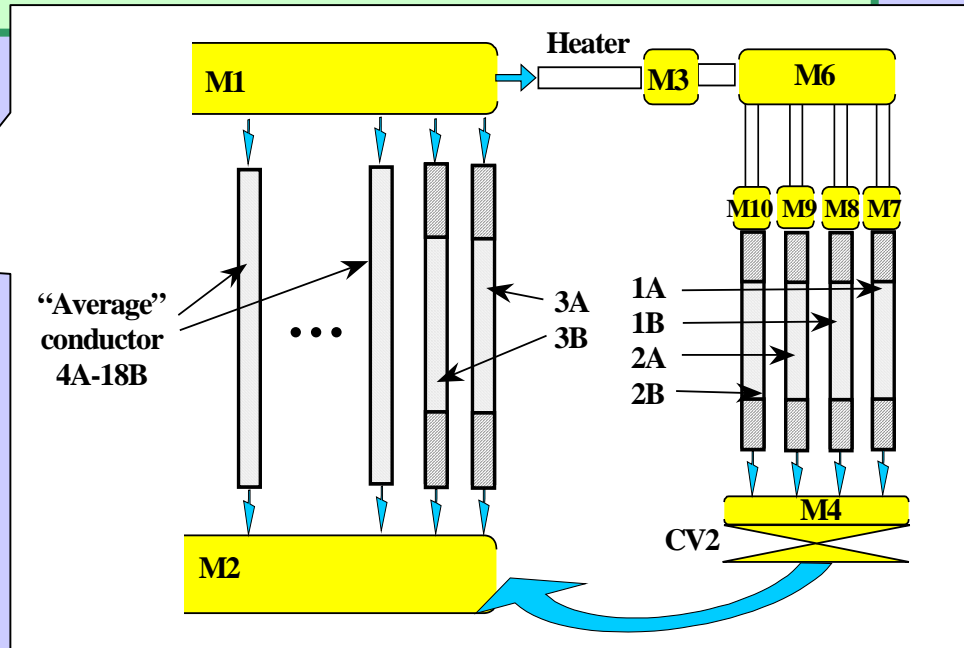 Heater
M1
M3
M6
M10 M9 M8 M7
“Average”
conductor
4A-18B
•••
3A
3B
1A
1B
2A
2B
M4
CV2
M2